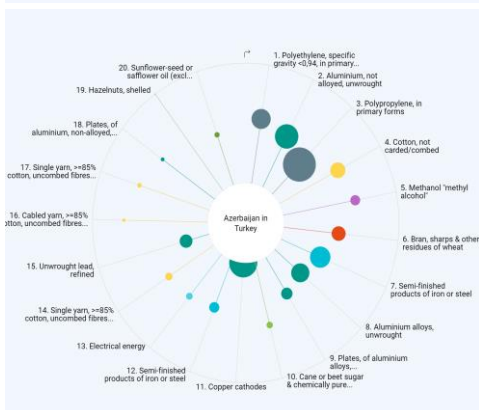 1. Polyethylene, specific
gravity <0,94, in primary...
2. Aluminium, not
alloyed, unwrought
3. Polypropylene, in
primary forms
4. Cotton, not
carded/combed
5. Methanol "methyl
alcohol"
6. Bran, sharps & other
residues of wheat
7. Semi-finished
products of iron or steel
8. Aluminium alloys,
unwrought
9. Plates, of aluminium
alloys,...
10. Cane or beet sugar
& chemically pure...
11. Copper cathodes
12. Semi-finished
products of iron or steel
13. Electrical energy
14. Single yarn, >=85%
cotton, uncombed fibres...
15. Unwrought lead,
refined
16. Cabled yarn, >=85%
cotton, uncombed fibres...
17. Single yarn, >=85%
cotton, uncombed fibres...
18. Plates, of
aluminium, non-alloyed,...
19. Hazelnuts, shelled
20. Sunflower-seed or
safflower oil (excl...
Azerbaijan in
Turkey